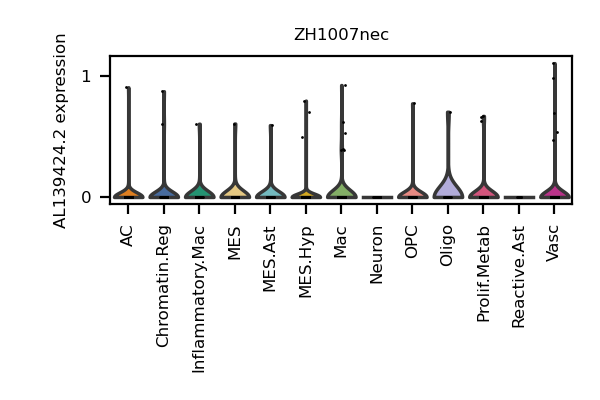 ZH1007nec
AL139424.2 expression
1
0
AC
Chromatin.Reg
Inflammatory.Mac
MES
MES.Ast
MES.Hyp
Mac
Neuron
OPC
Oligo
Prolif.Metab
Reactive.Ast
Vasc